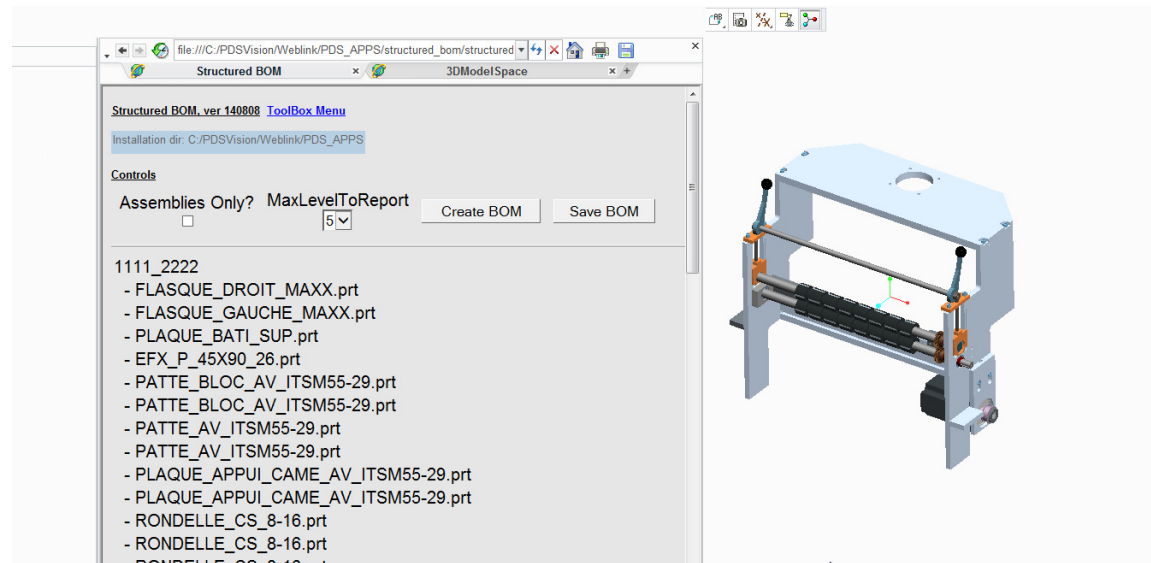 file:///C:/PDSVision/Weblink/PDS_APPS/structured_bom/structured
Structured BOM
3DModelSpace
Structured BOM, ver 140808 ToolBox Menu
Installation dir: C:/PDSVision/Weblink/PDS_APPS
Controls
Assemblies Only? MaxLevelToReport
5
Create BOM
Save BOM
1111_2222
- FLASQUE_DROIT_MAXX.prt
- FLASQUE_GAUCHE_MAXX.prt
- PLAQUE_BATI_SUP.prt
- EFX_P_45X90_26.prt
- PATTE_BLOC_AV_ITSM55-29.prt
- PATTE_BLOC_AV_ITSM55-29.prt
- PATTE_AV_ITSM55-29.prt
- PATTE_AV_ITSM55-29.prt
- PLAQUE_APPUI_CAME_AV_ITSM55-29.prt
- PLAQUE_APPUI_CAME_AV_ITSM55-29.prt
- RONDELLE_CS_8-16.prt
- RONDELLE_CS_8-16.prt